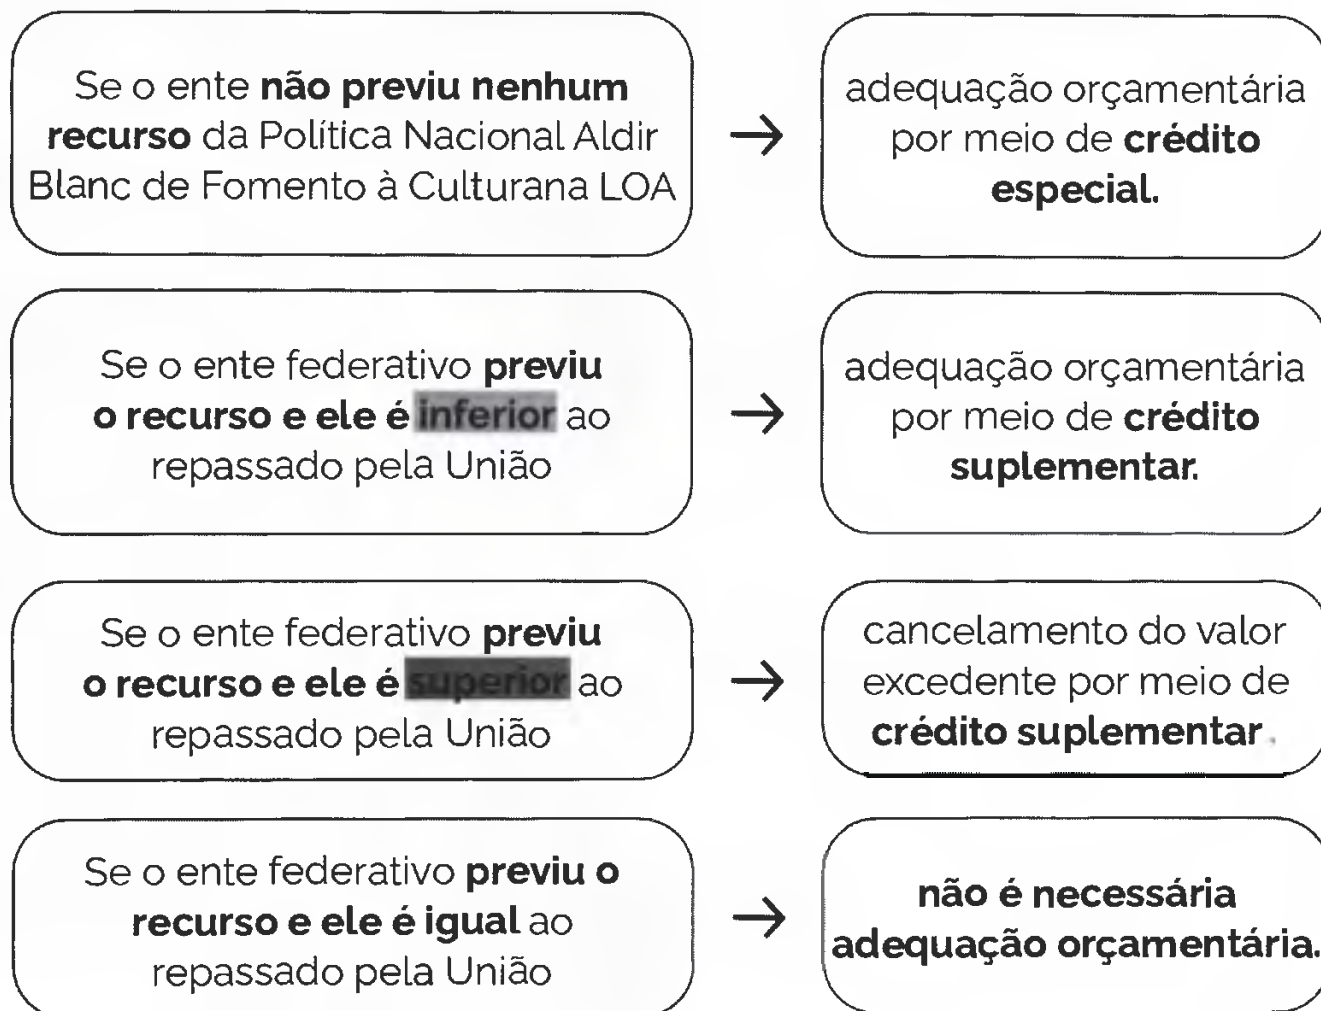 Se o ente não previu nenhum
recurso da Política Nacional Aldir
Blanc de Fomento à Culturana LOA
→
adequação orçamentária
por meio de crédito
especial.
Se o ente federativo previu
o recurso e ele é inferior ao
repassado pela União
→
adequação orçamentária
por meio de crédito
suplementar.
Se o ente federativo previu
o recurso e ele é superior ao
repassado pela União
→
cancelamento do valor
excedente por meio de
crédito suplementar.
Se o ente federativo previu o
recurso e ele é igual ao
repassado pela União
→
não é necessária
adequação orçamentária.